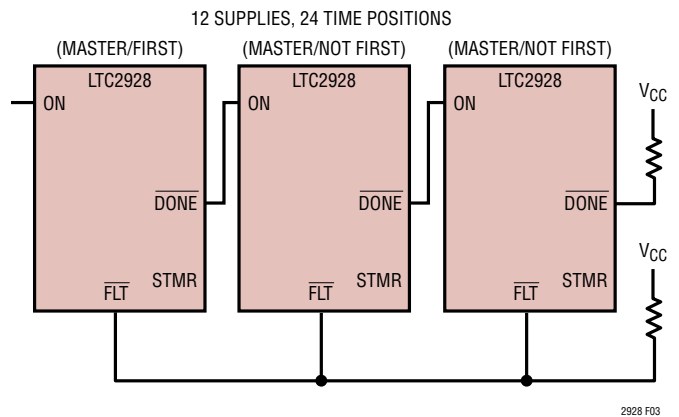 12 SUPPLIES, 24 TIME POSITIONS
(MASTER/FIRST) (MASTER/NOT FIRST) (MASTER/NOT FIRST)
LTC2928 LTC2928 LTC2928
VCC
ON ON ON
DONE DONE DONE
VCC
STMR STMR STMR
FLT FLT FLT
2928 F03